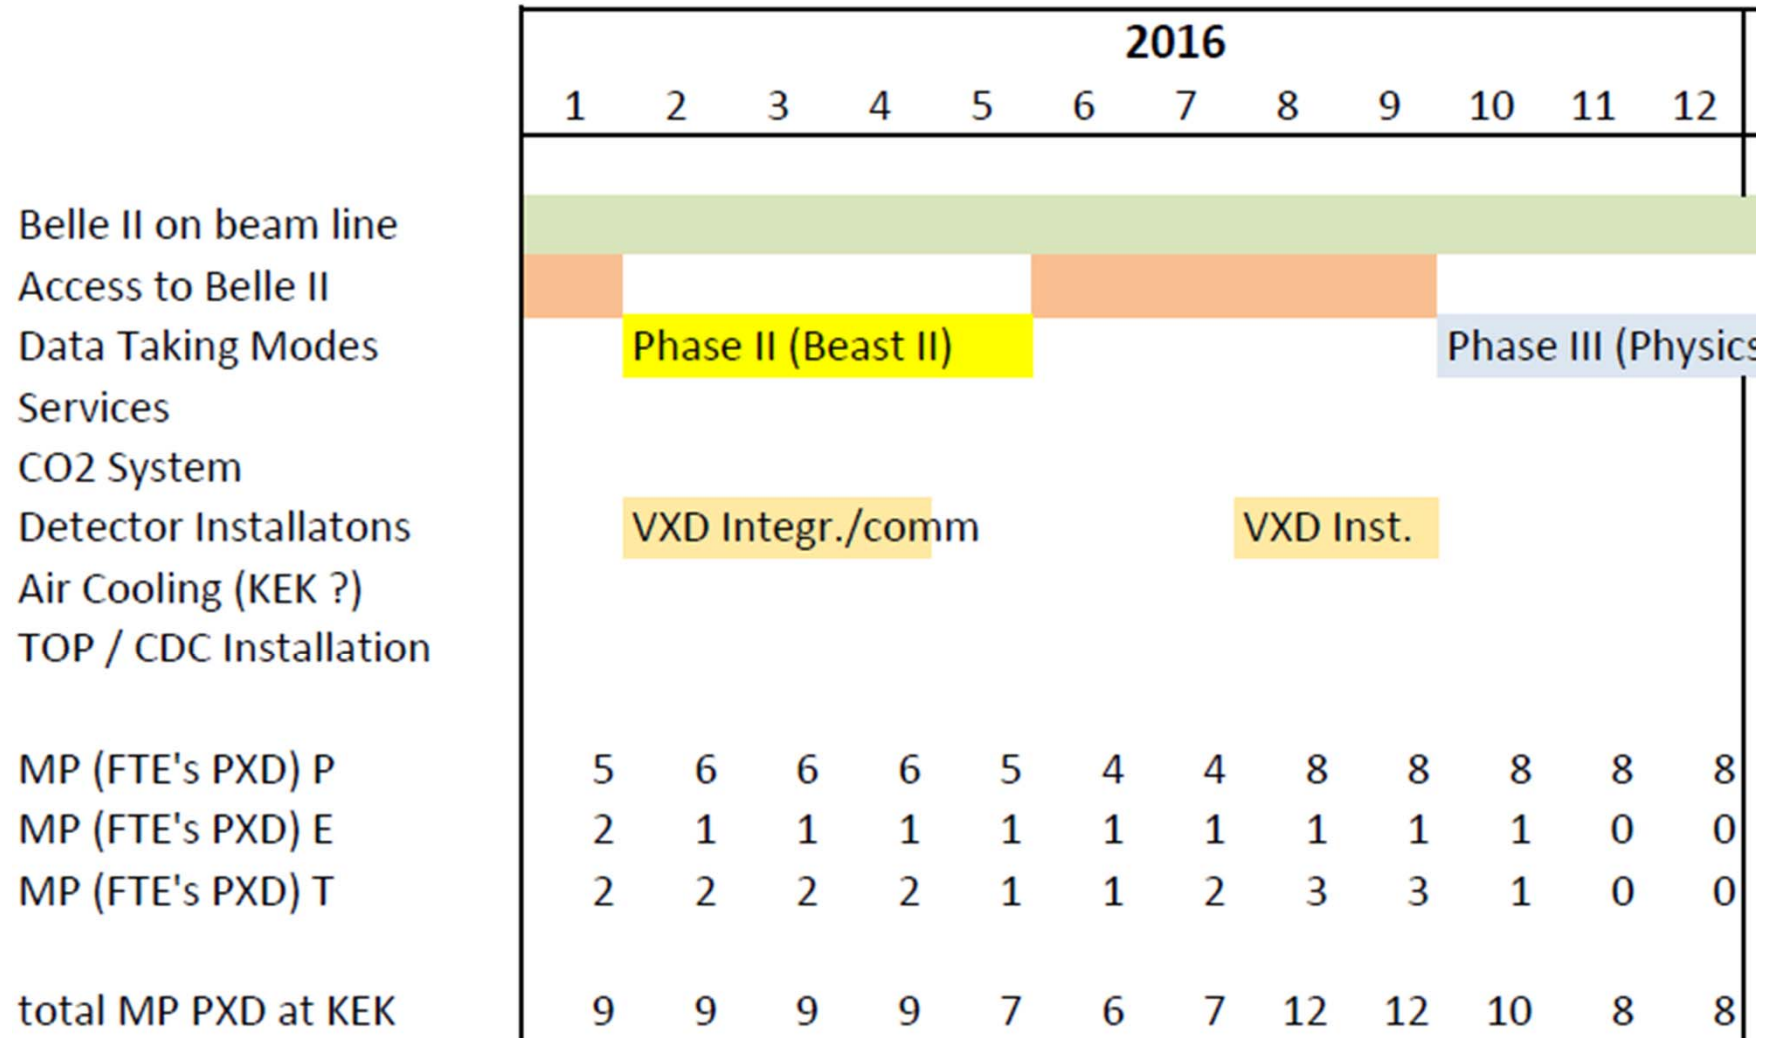 2016
1 2 3 4 5 6 7 8 9 10 11 12
Belle II on beam line
Access to Belle II
Data Taking Modes Phase II (Beast II) Phase III (Physics
Services
CO2 System
Detector Installatons VXD Integr./comm VXD Inst.
Air Cooling (KEK ?)
TOP / CDC Installation
MP (FTE's PXD) P 5 6 6 6 5 4 4 8 8 8 8 8
MP (FTE's PXD) E 2 1 1 1 1 1 1 1 1 1 0 0
MP (FTE's PXD) T 2 2 2 2 1 1 2 3 3 1 0 0
total MP PXD at KEK 9 9 9 9 7 6 7 12 12 10 8 8